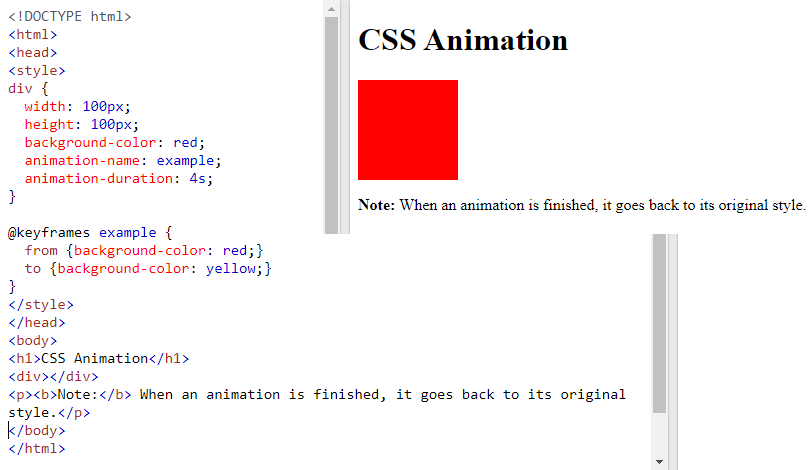 <!DOCTYPE html>
<html>
<head>
<style>
div {
  width: 100px;
  height: 100px;
  background-color: red;
  animation-name: example;
  animation-duration: 4s;
}

@keyframes example {
  from {background-color: red;}
  to {background-color: yellow;}
}
</style>
</head>
<body>
<h1>CSS Animation</h1>
<div></div>
<p><b>Note:</b> When an animation is finished, it goes back to its original
style.</p>
</body>
</html>
CSS Animation
Note: When an animation is finished, it goes back to its original style.